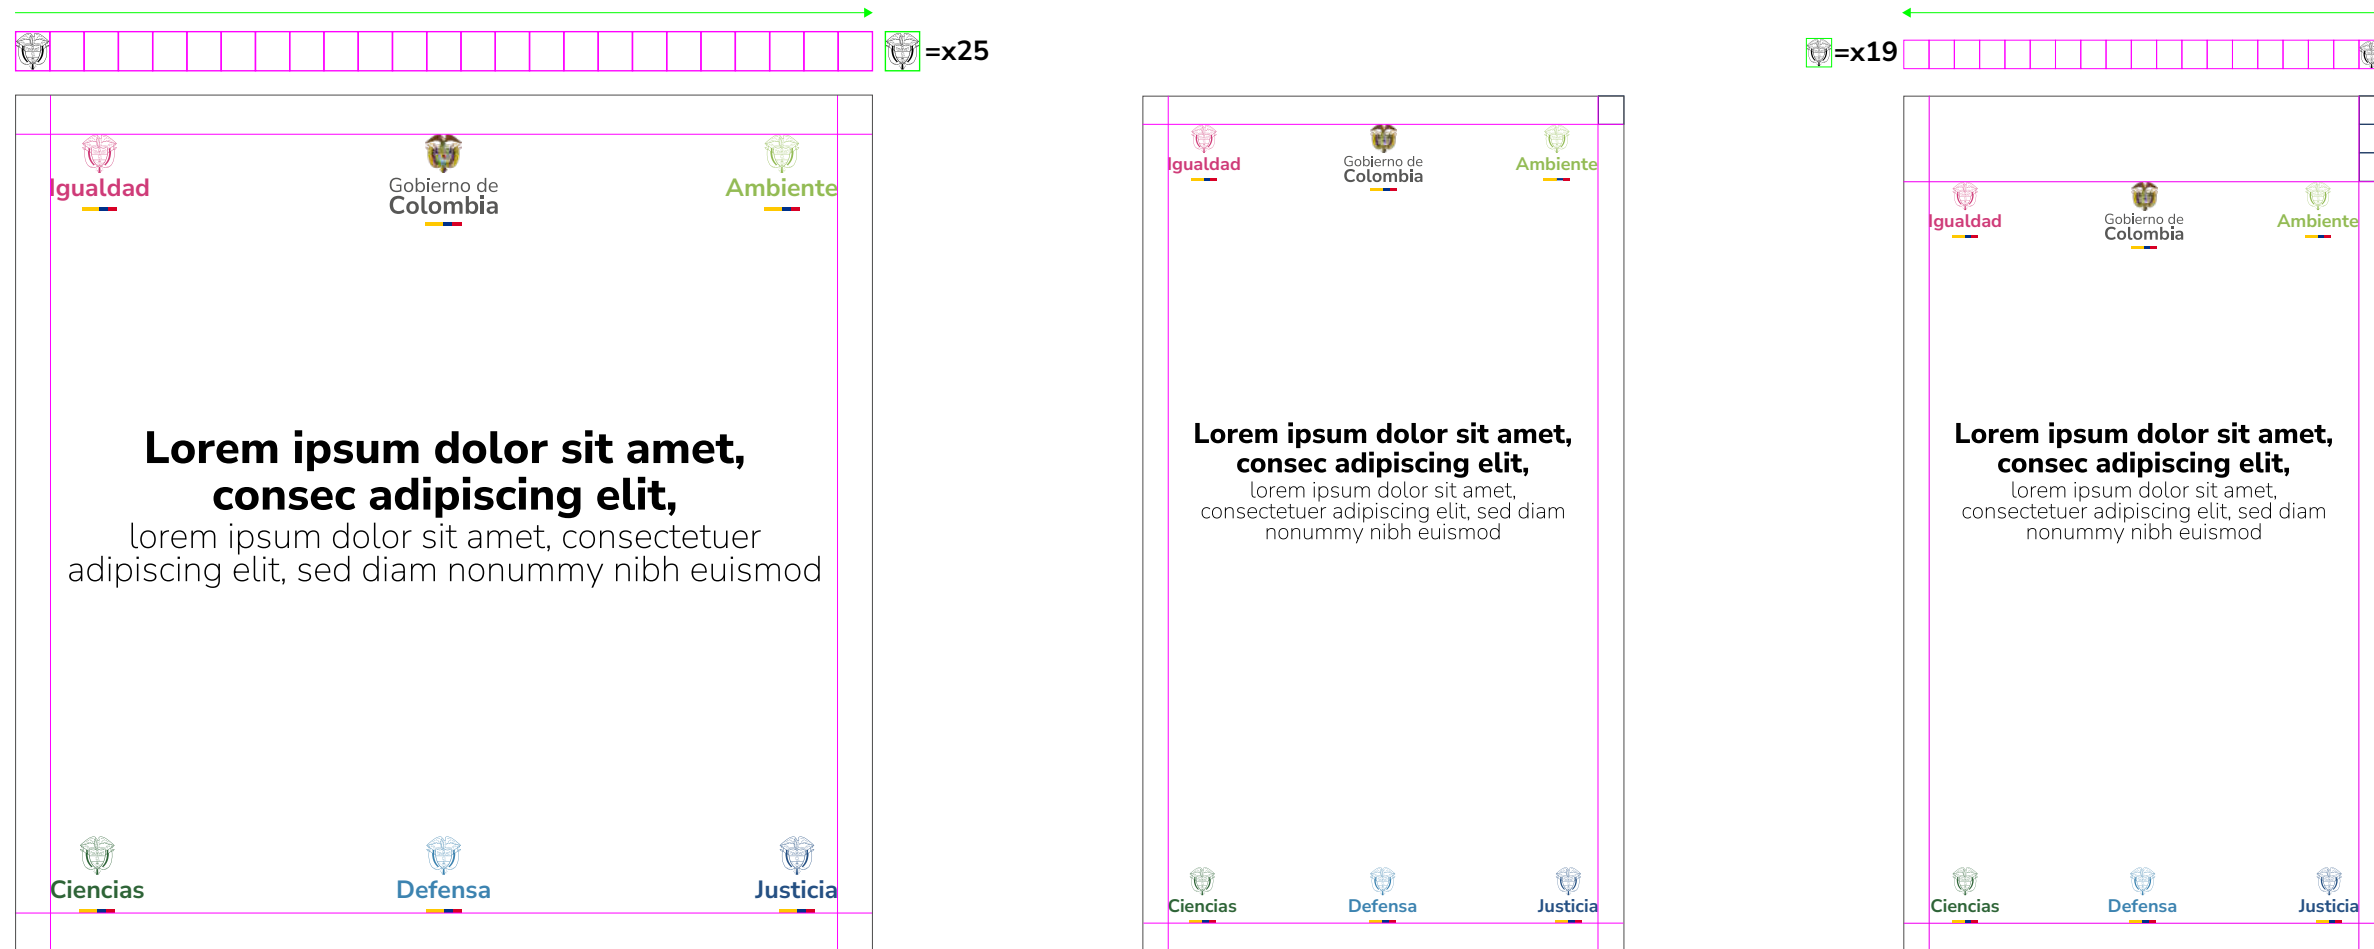 =x25
Igualdad
Gobierno de
Colombia
Ambiente
Lorem ipsum dolor sit amet,
consec adipiscing elit,
lorem ipsum dolor sit amet, consectetuer
adipiscing elit, sed diam nonummy nibh euismod
Ciencias
Defensa
Justicia
Igualdad
Gobierno de
Colombia
Ambiente
Lorem ipsum dolor sit amet,
consec adipiscing elit,
lorem ipsum dolor sit amet,
consectetuer adipiscing elit, sed diam
nonummy nibh euismod
Ciencias
Defensa
Justicia
=x19
Igualdad
Gobierno de
Colombia
Ambiente
Lorem ipsum dolor sit amet,
consec adipiscing elit,
lorem ipsum dolor sit amet,
consectetuer adipiscing elit, sed diam
nonummy nibh euismod
Ciencias
Defensa
Justicia